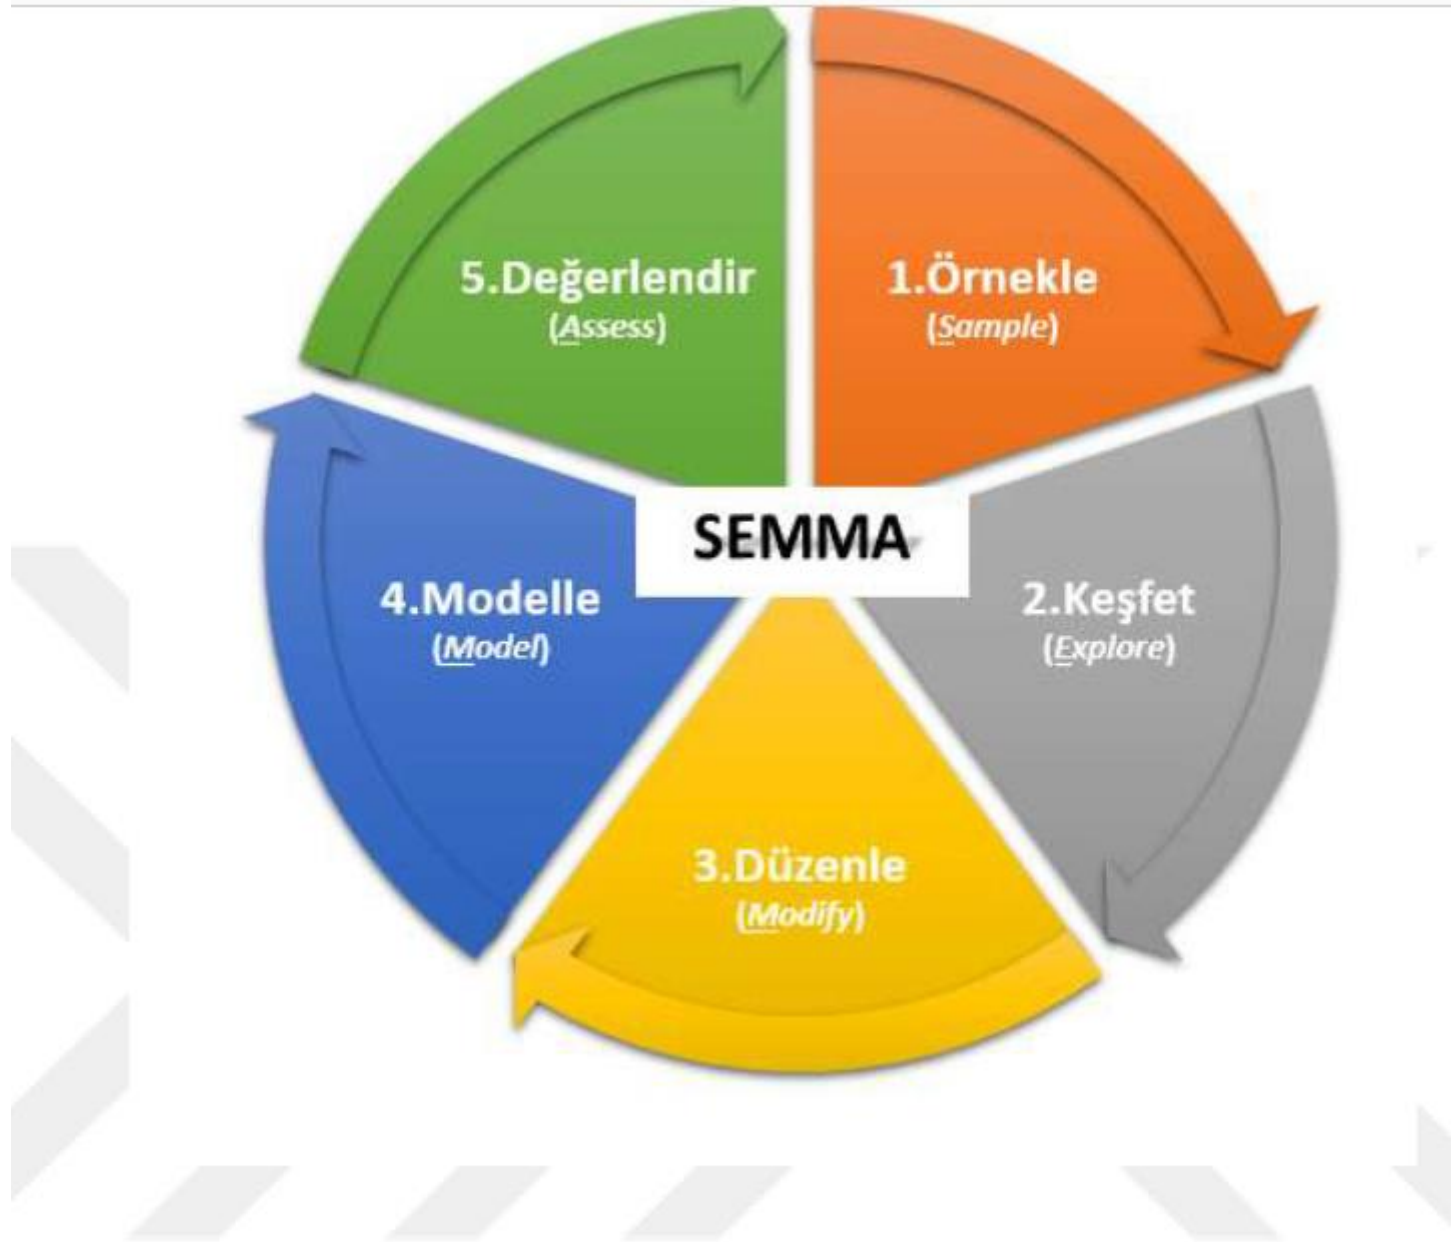 1.Örnekle
(Sample)
2.Keşfet
(Explore)
3.Düzenle
(Modify)
4.Modelle
(Model)
5.Değerlendir
(Assess)
SEMMA